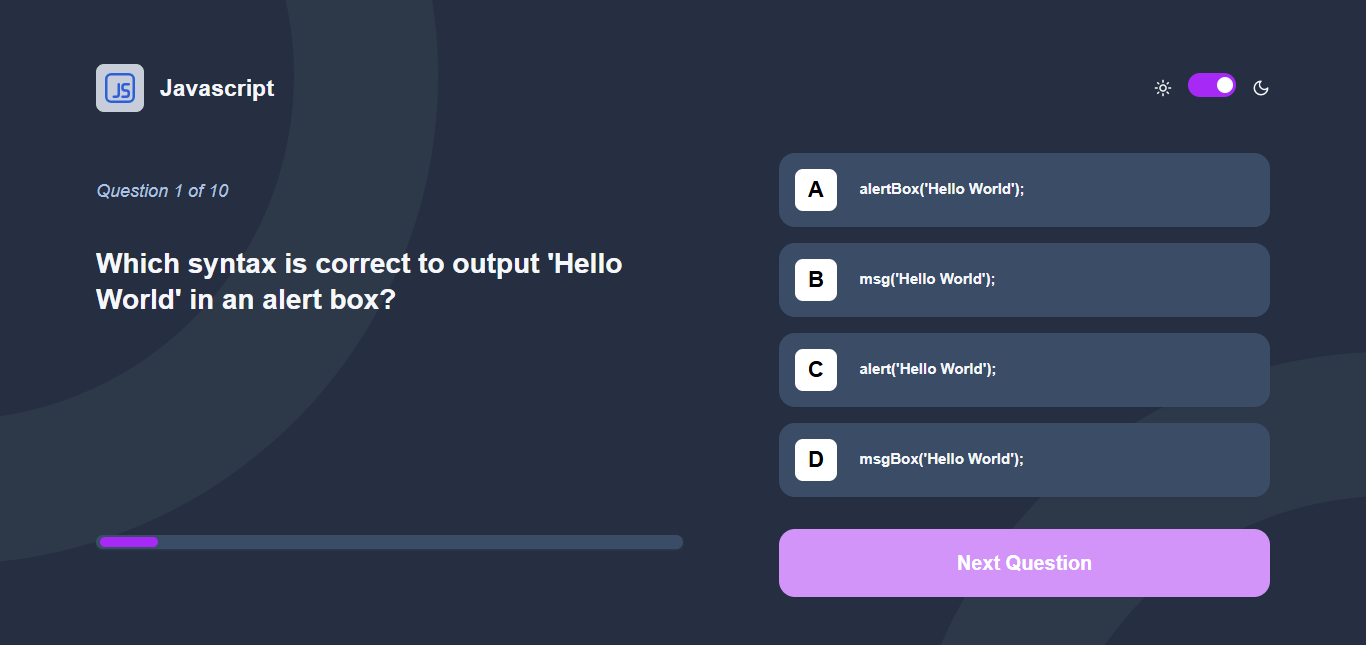 JS
Javascript
Question 1 of 10
Which syntax is correct to output 'Hello
World' in an alert box?
A
alertBox('Hello World');
B
msg('Hello World');
C
alert('Hello World');
D
msgBox('Hello World');
Next Question